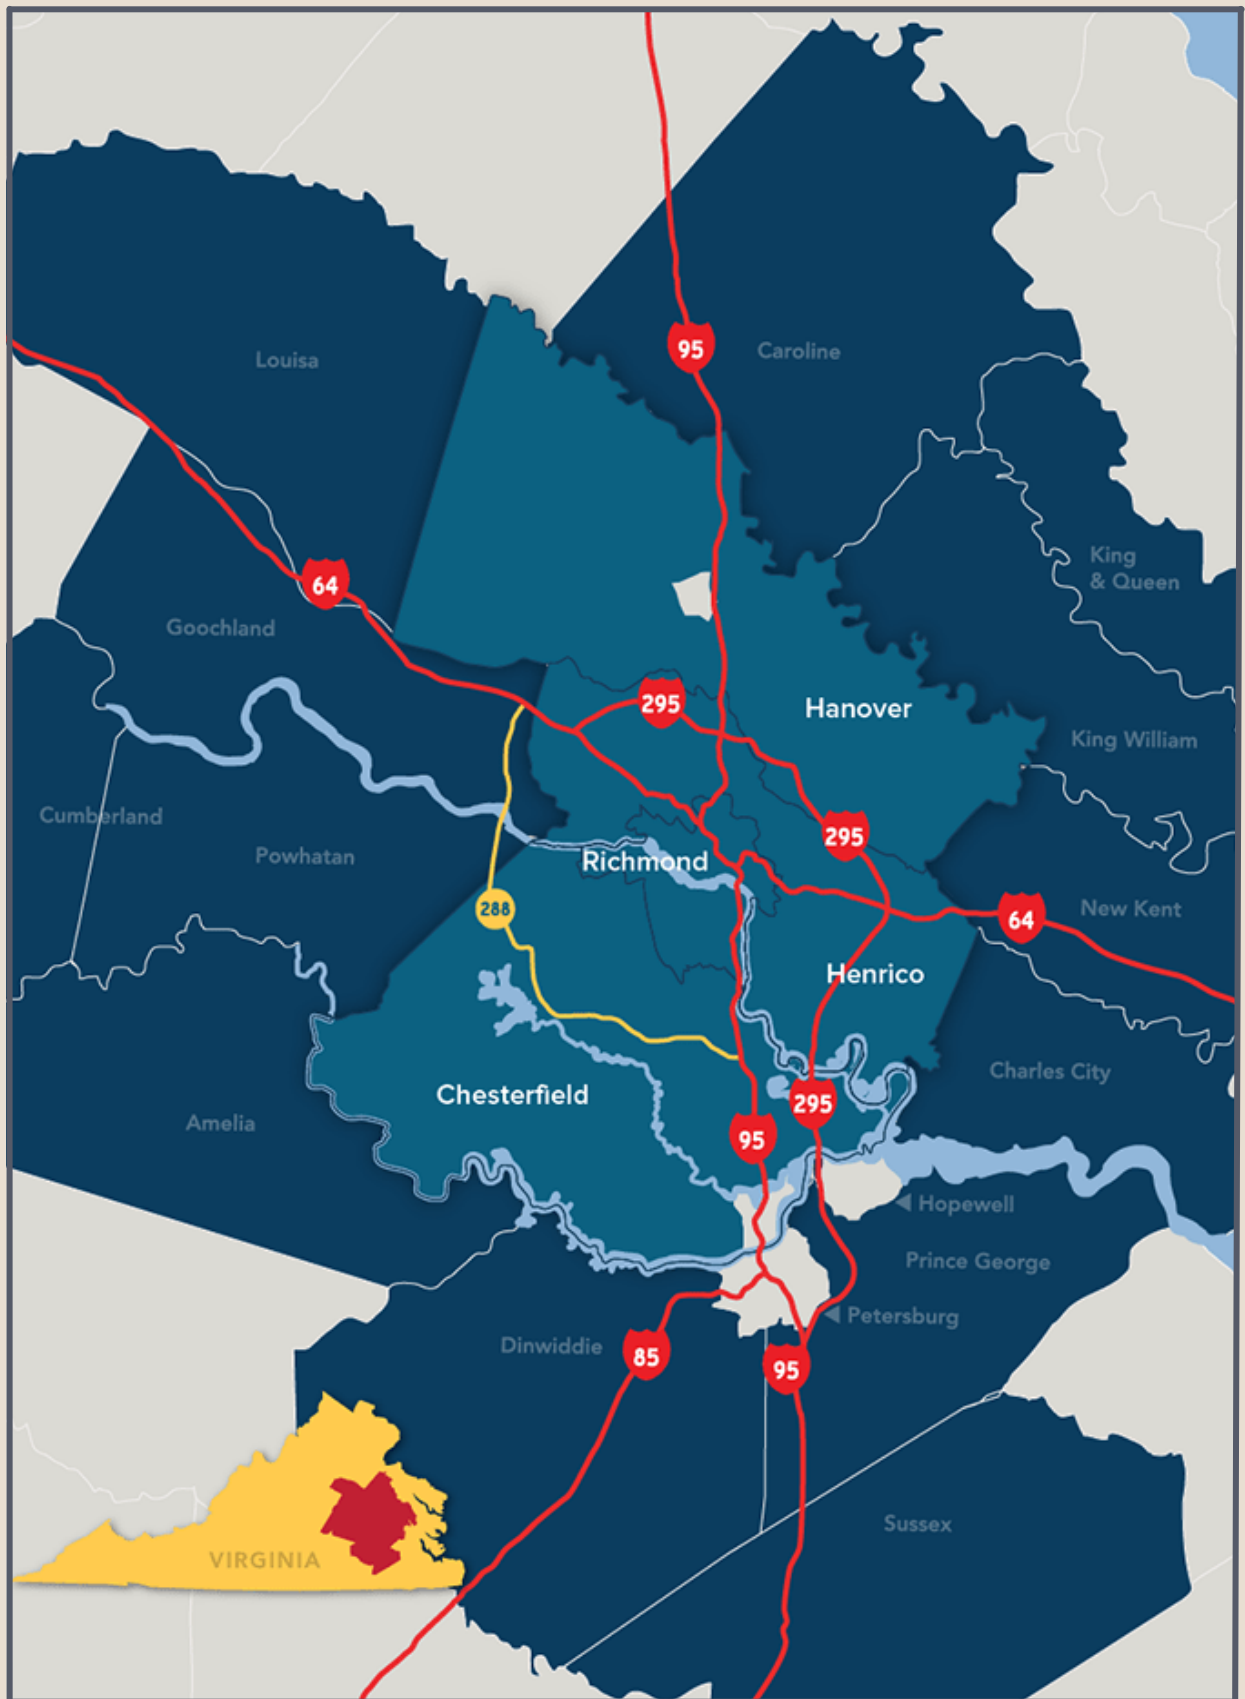 95
Caroline
Louisa
King
& Queen
64
Goochland
295
Hanover
King William
Cumberland
Powhatan
295
Richmond
288
64
New Kent
Henrico
Charles City
Chesterfield
295
Amelia
95
Hopewell
Prince George
Petersburg
Dinwiddie
85
95
Sussex
VIRGINIA